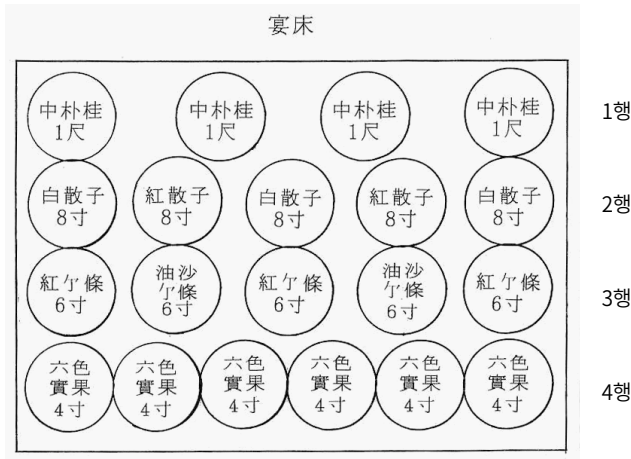 宴床
中朴桂 中朴桂 中朴桂 中朴桂 1행
1尺 1尺 1尺 1尺
白散子 紅散子 白散子 紅散子 白散子 2행
8寸 8寸 8寸 8寸 8寸
紅亇條 油沙亇條 紅亇條 油沙亇條 紅亇條 3행
6寸 6寸 6寸 6寸 6寸
六色 六色 六色 六色 六色 六色
實果 實果 實果 實果 實果 實果 4행
4寸 4寸 4寸 4寸 4寸 4寸